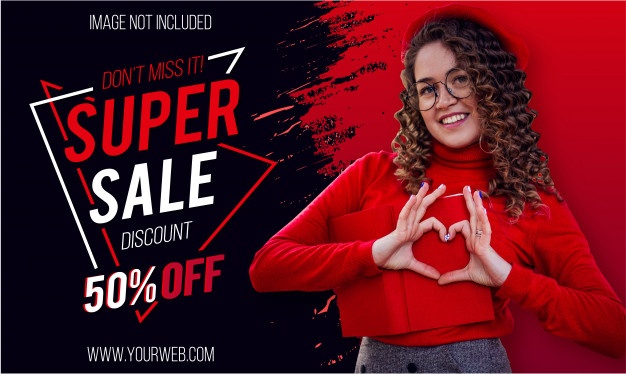 IMAGE NOT INCLUDED
DON'T MISS IT!
SUPER
SALE
DISCOUNT
50% OFF
WWW.YOURWEB.COM